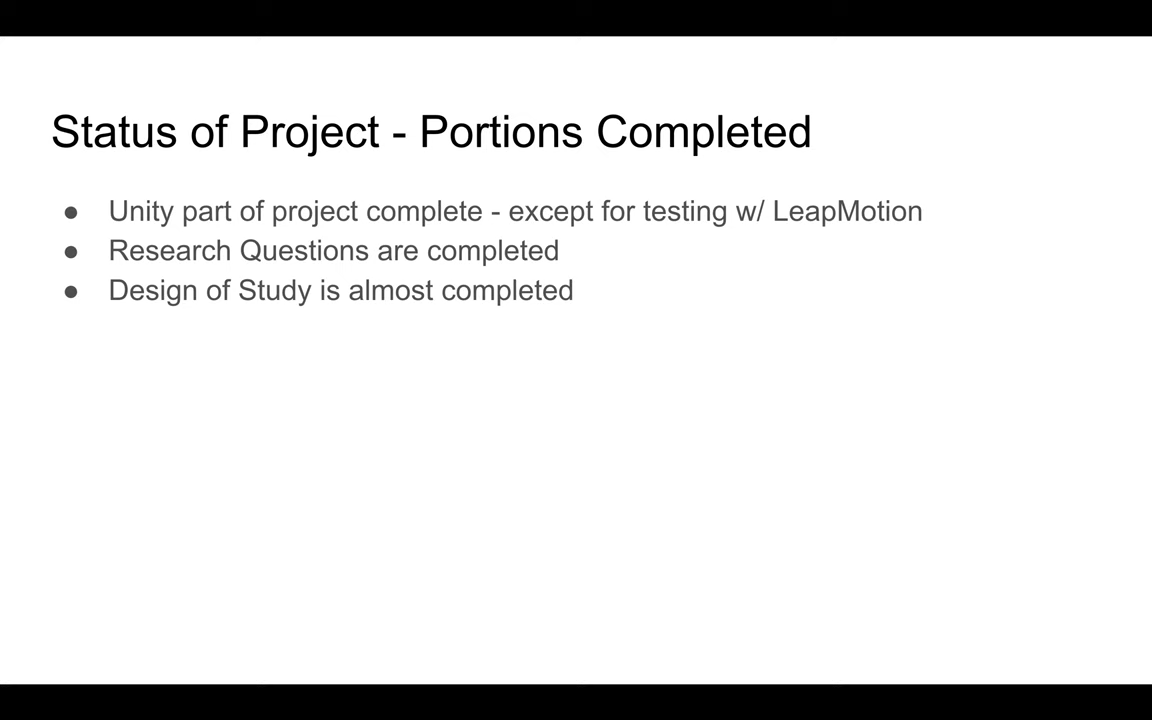 Status of Project - Portions Completed
● Unity part of project complete - except for testing w/ LeapMotion
● Research Questions are completed
● Design of Study is almost completed